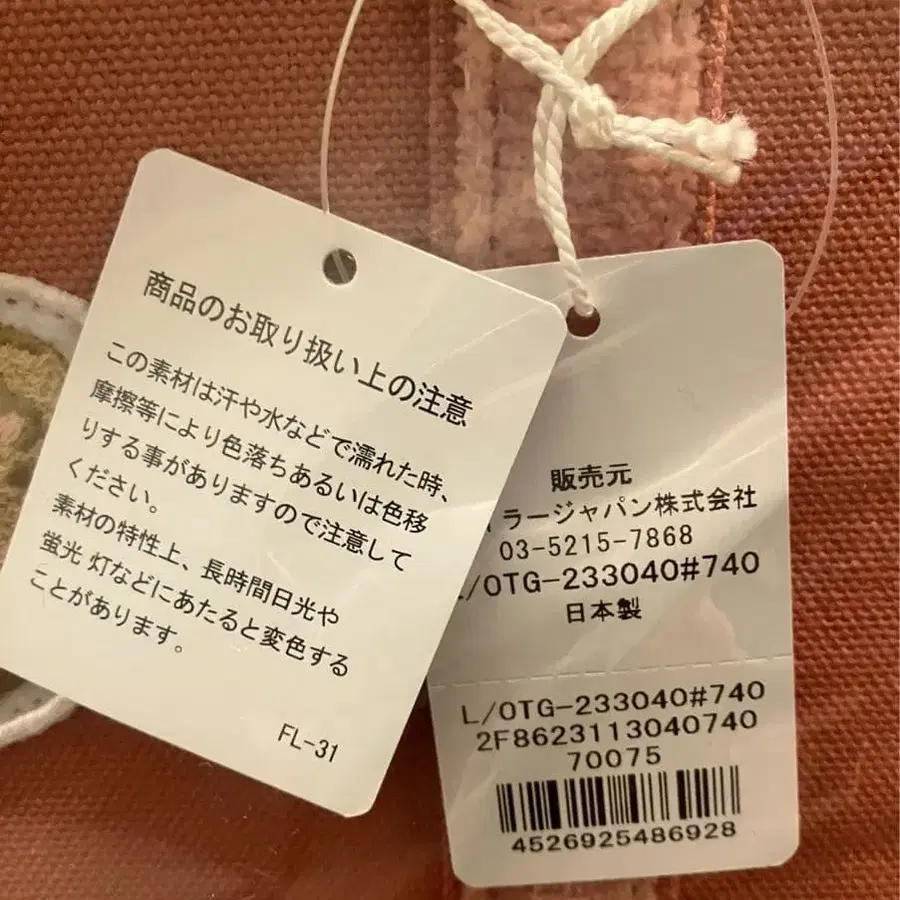 商品のお取り扱い上の注意
この素材は汗や水などで濡れた時、
摩擦等により色落ちあるいは色移
りする事がありますので注意して
ください。
素材の特性上、長時間日光や
蛍光 灯などにあたると変色する
ことがあります。
FL-31
販売元
ラージャパン株式会社
03-5215-7868
/OTG-233040#740
日本製
L/OTG-233040#740
2F8623113040740
70075
4526925486928